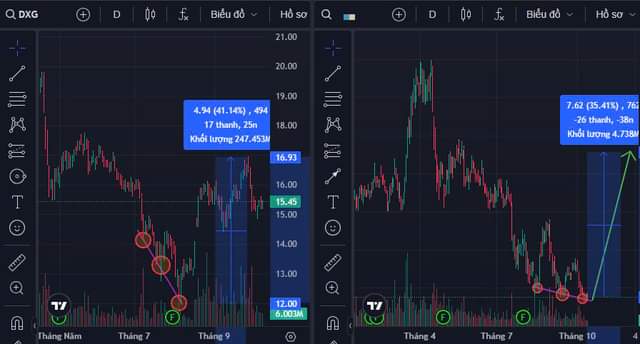 DXG
D
Biểu đồ
Hồ sơ
21.00
20.00
19.00
18.00
4.94 (41.14%) , 494
17 thanh, 25n
Khối lượng 247.453M
16.93
16.00
15.45
15.00
14.00
13.00
12.00
6.003M
F
F
Tháng Năm
Tháng 7
Tháng 9
D
Biểu đồ
Hồ sơ
7.62 (35.41%) , 762
-26 thanh, -38n
Khối lượng 4.738M
F
F
F
Tháng 4
Tháng 7
Tháng 10
4